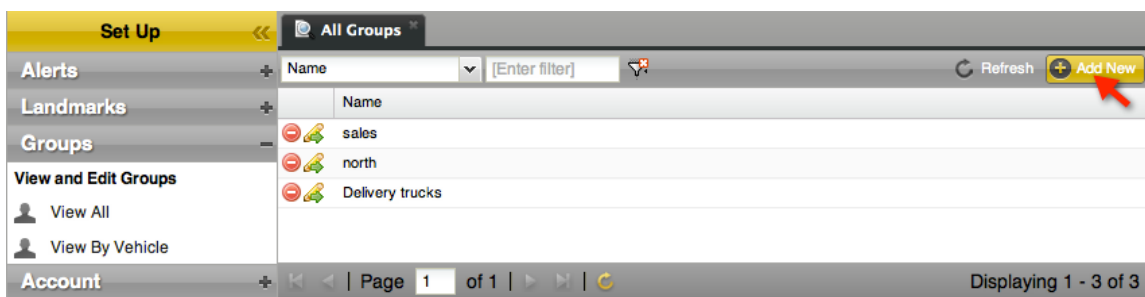 Set Up
Alerts
Landmarks
Groups
View and Edit Groups
View All
View By Vehicle
Account
All Groups
Name [Enter filter] Refresh Add New
Name
sales
north
Delivery trucks
Page 1 of 1 Displaying 1 - 3 of 3